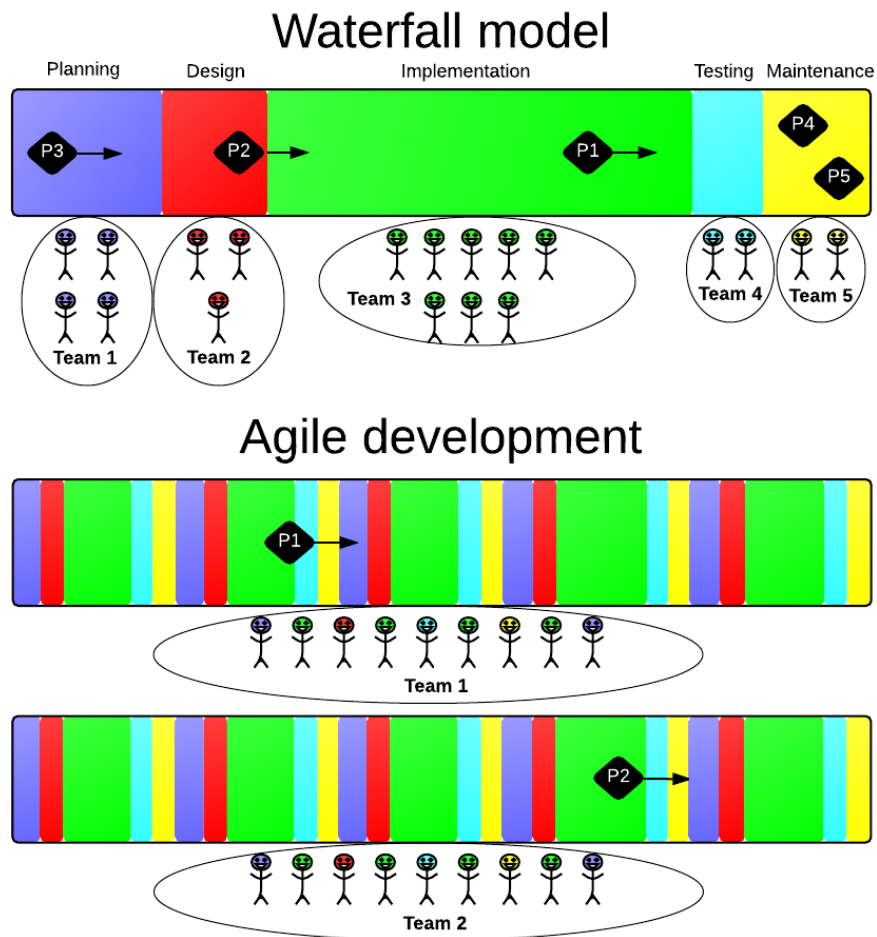 Waterfall model
Planning Design Implementation Testing Maintenance
P3 P2 P1 P4
P5
Team 3 Team 4 Team 5
Team 1 Team 2
Agile development
P1
Team 1
P2
Team 2